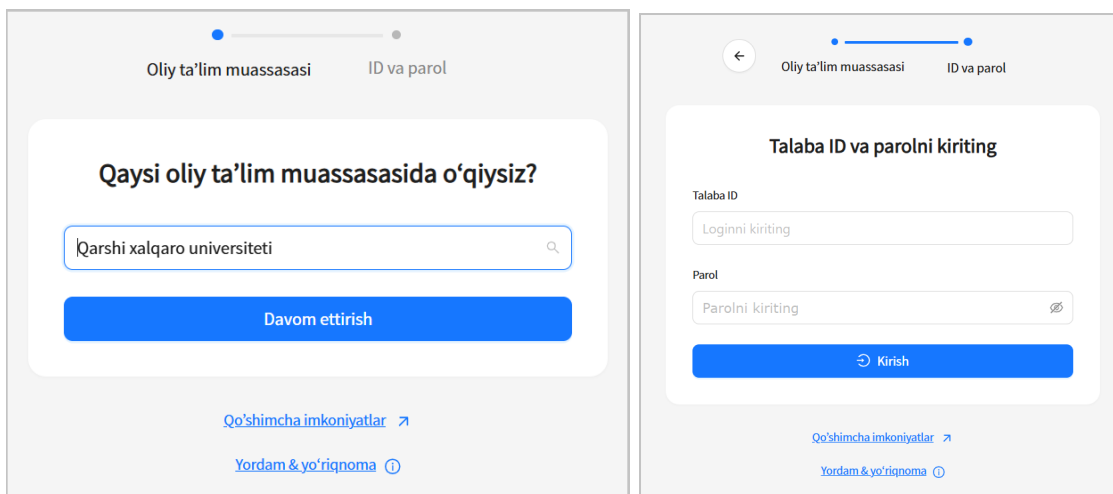 Oliy ta’lim muassasasi
ID va parol
Qaysi oliy ta’lim muassasasida o‘qiysiz?
Qarshi xalqaro universiteti
Davom ettirish
Qo’shimcha imkoniyatlar
Yordam & yo‘riqnoma
Oliy ta’lim muassasasi
ID va parol
Talaba ID va parolni kiriting
Talaba ID
Loginni kiriting
Parol
Parolni kiriting
Kirish
Qo’shimcha imkoniyatlar
Yordam & yo‘riqnoma